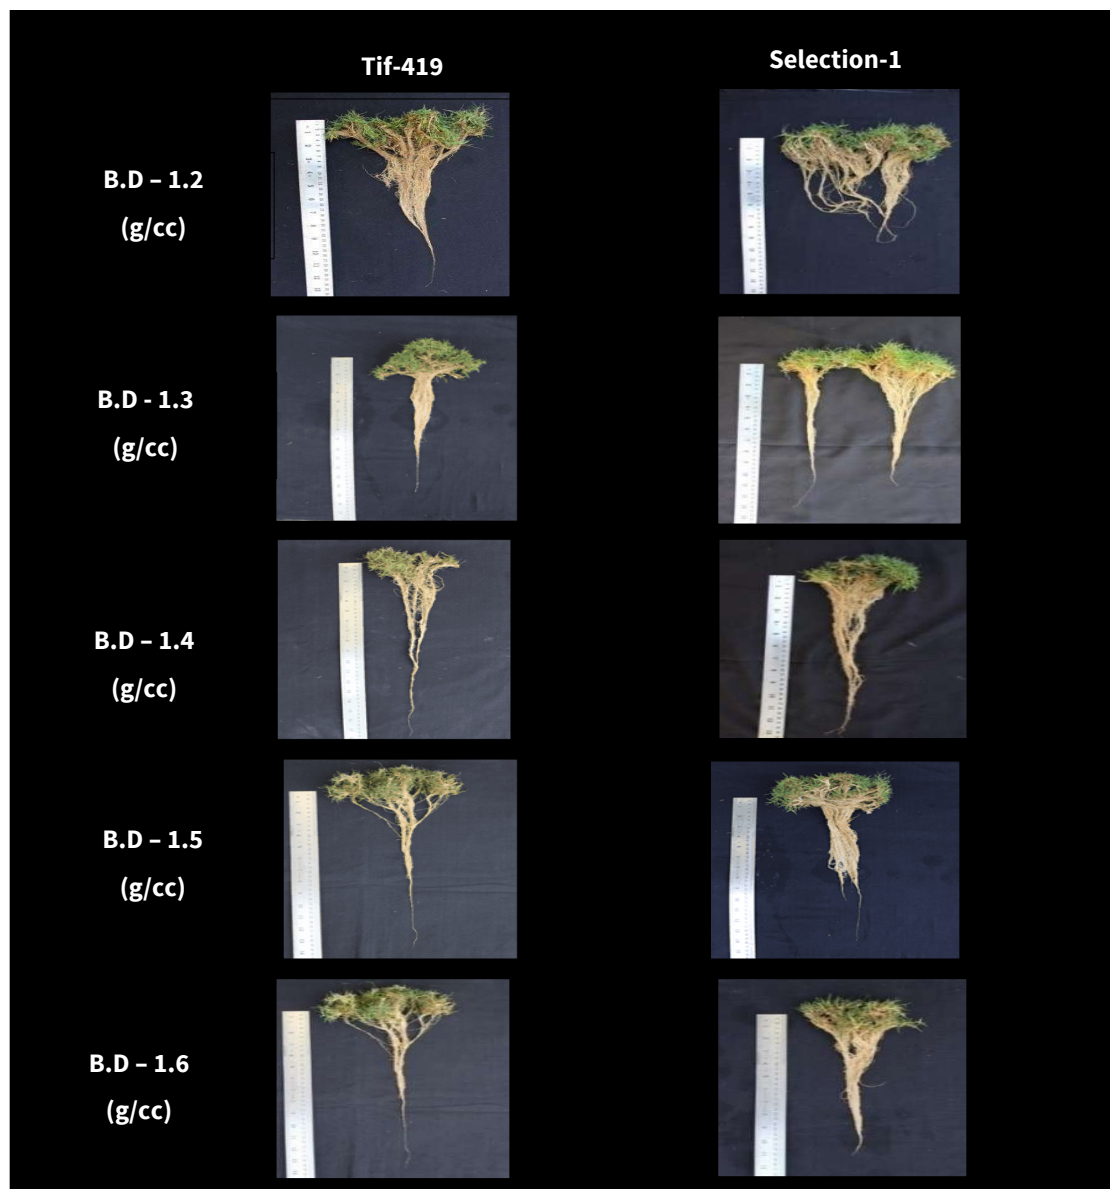 Tif-419
Selection-1
B.D – 1.2
(g/cc)
B.D - 1.3
(g/cc)
B.D – 1.4
(g/cc)
B.D – 1.5
(g/cc)
B.D – 1.6
(g/cc)